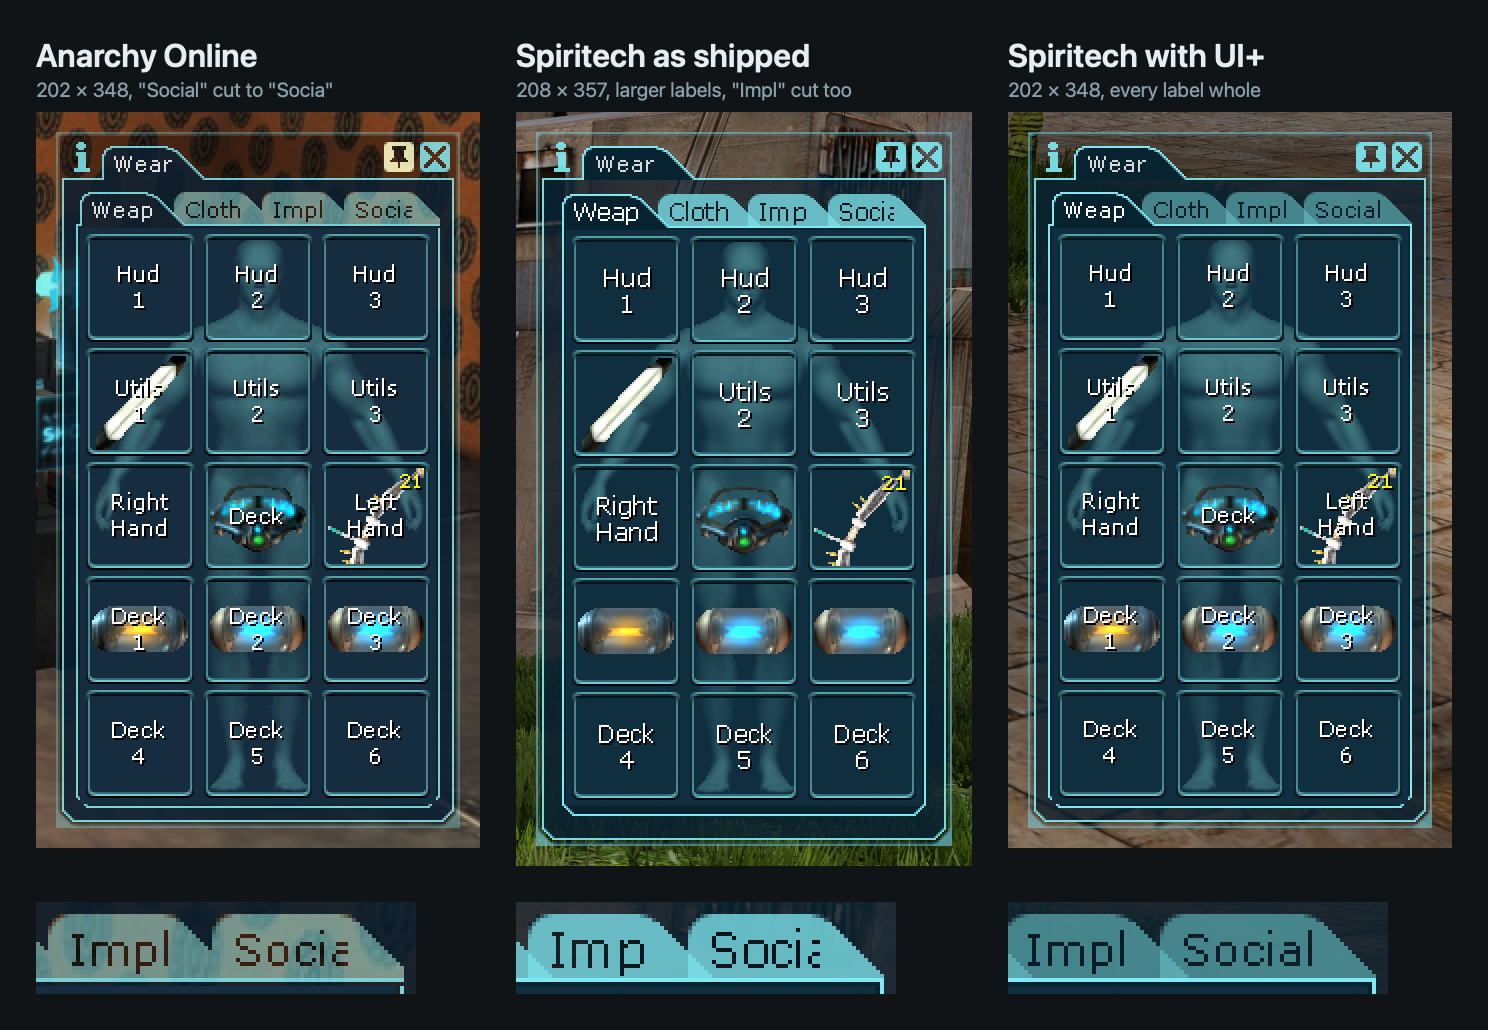 Anarchy Online
202 × 348, "Social" cut to "Socia"
Wear
Weap Cloth Impl Socia
Hud 1
Hud 2
Hud 3
Utils 1
Utils 2
Utils 3
Right Hand
Deck
21
Left Hand
Deck 1
Deck 2
Deck 3
Deck 4
Deck 5
Deck 6
Impl Socia
Spiritech as shipped
208 × 357, larger labels, "Impl" cut too
Wear
Weap Cloth Imp Socia
Hud 1
Hud 2
Hud 3
Utils 2
Utils 3
Right Hand
21
Deck 4
Deck 5
Deck 6
Imp Socia
Spiritech with UI+
202 × 348, every label whole
Wear
Weap Cloth Impl Social
Hud 1
Hud 2
Hud 3
Utils 1
Utils 2
Utils 3
Right Hand
Deck
21
Left Hand
Deck 1
Deck 2
Deck 3
Deck 4
Deck 5
Deck 6
Impl Social